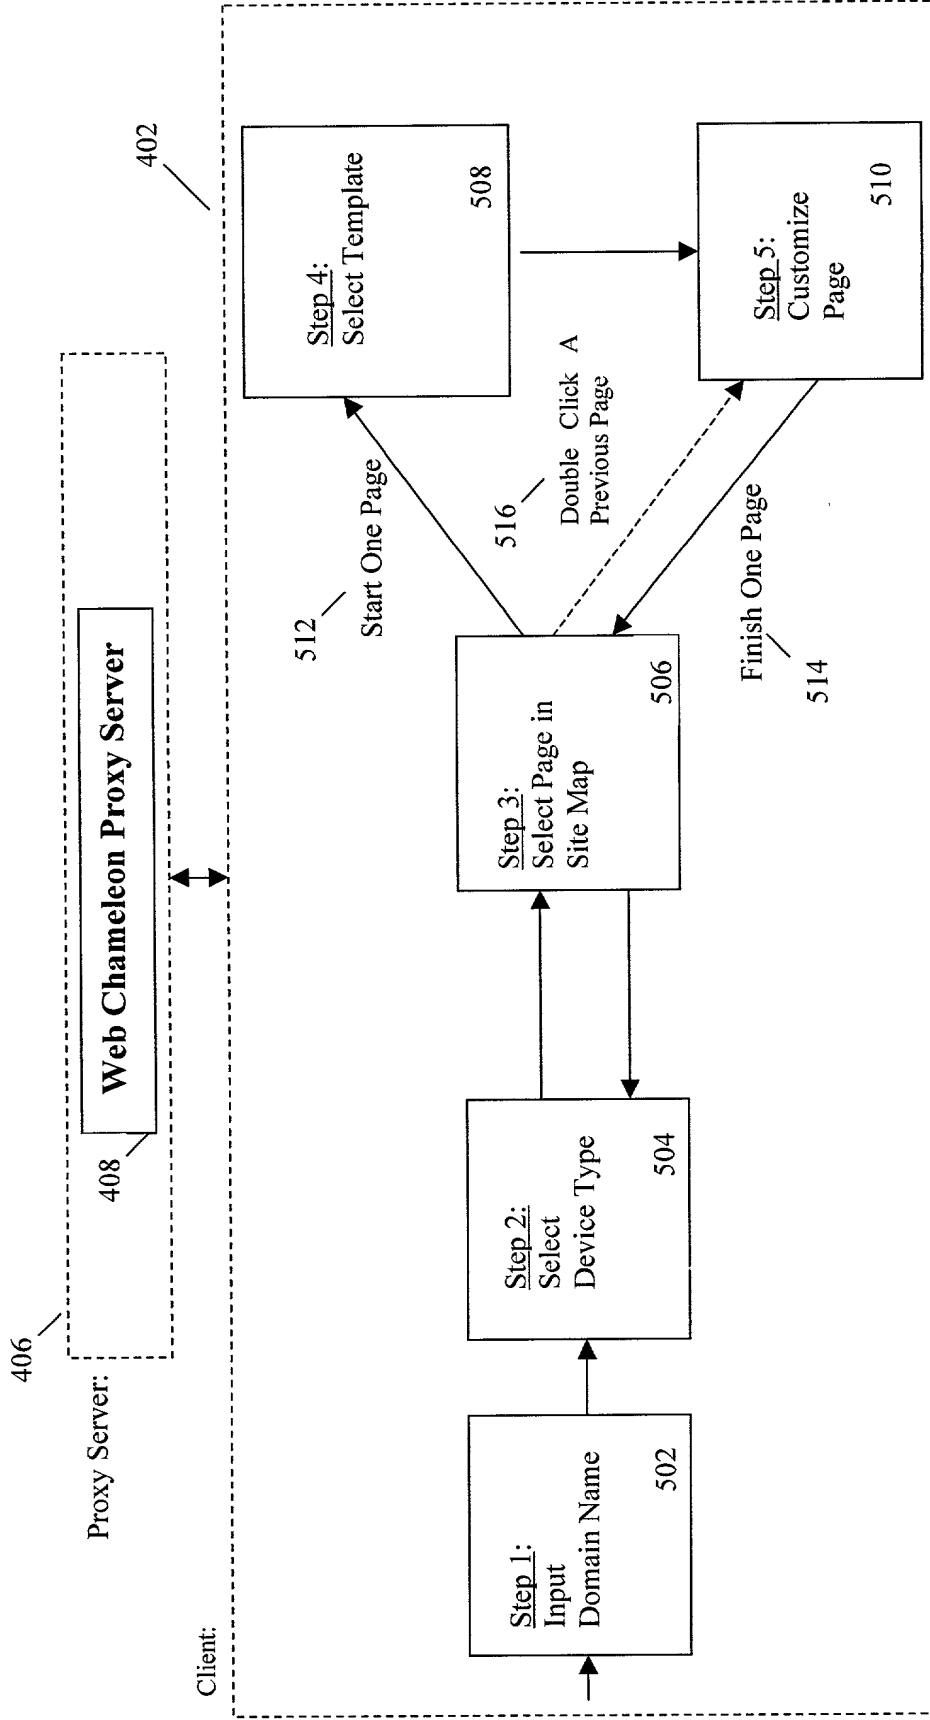 406
Proxy Server:
408
Web Chameleon Proxy Server
Client:
402
Step 1:
Input
Domain Name
502
Step 2:
Select
Device Type
504
Step 3:
Select Page in
Site Map
506
512
Start One Page
516
Double Click A
Previous Page
Finish One Page
514
Step 4:
Select Template
508
Step 5:
Customize
Page
510